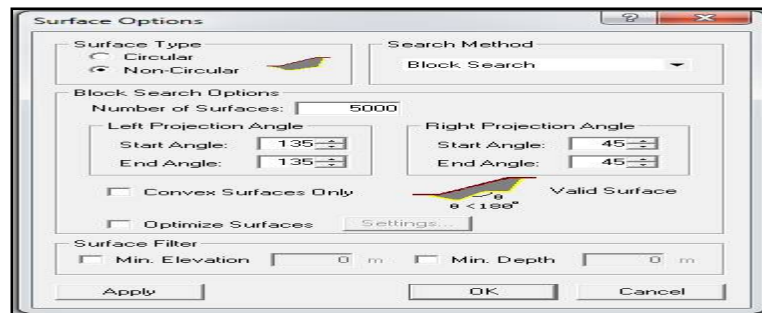 Surface Options
Surface Type
Circular
Non-Circular
Search Method
Block Search
Block Search Options
Number of Surfaces: 5000
Left Projection Angle
Start Angle: 135
End Angle: 135
Right Projection Angle
Start Angle: 45
End Angle: 45
Convex Surfaces Only
θ
θ <180°
Valid Surface
Optimize Surfaces
Settings...
Surface Filter
Min. Elevation 0 m
Min. Depth 0 m
Apply
OK
Cancel